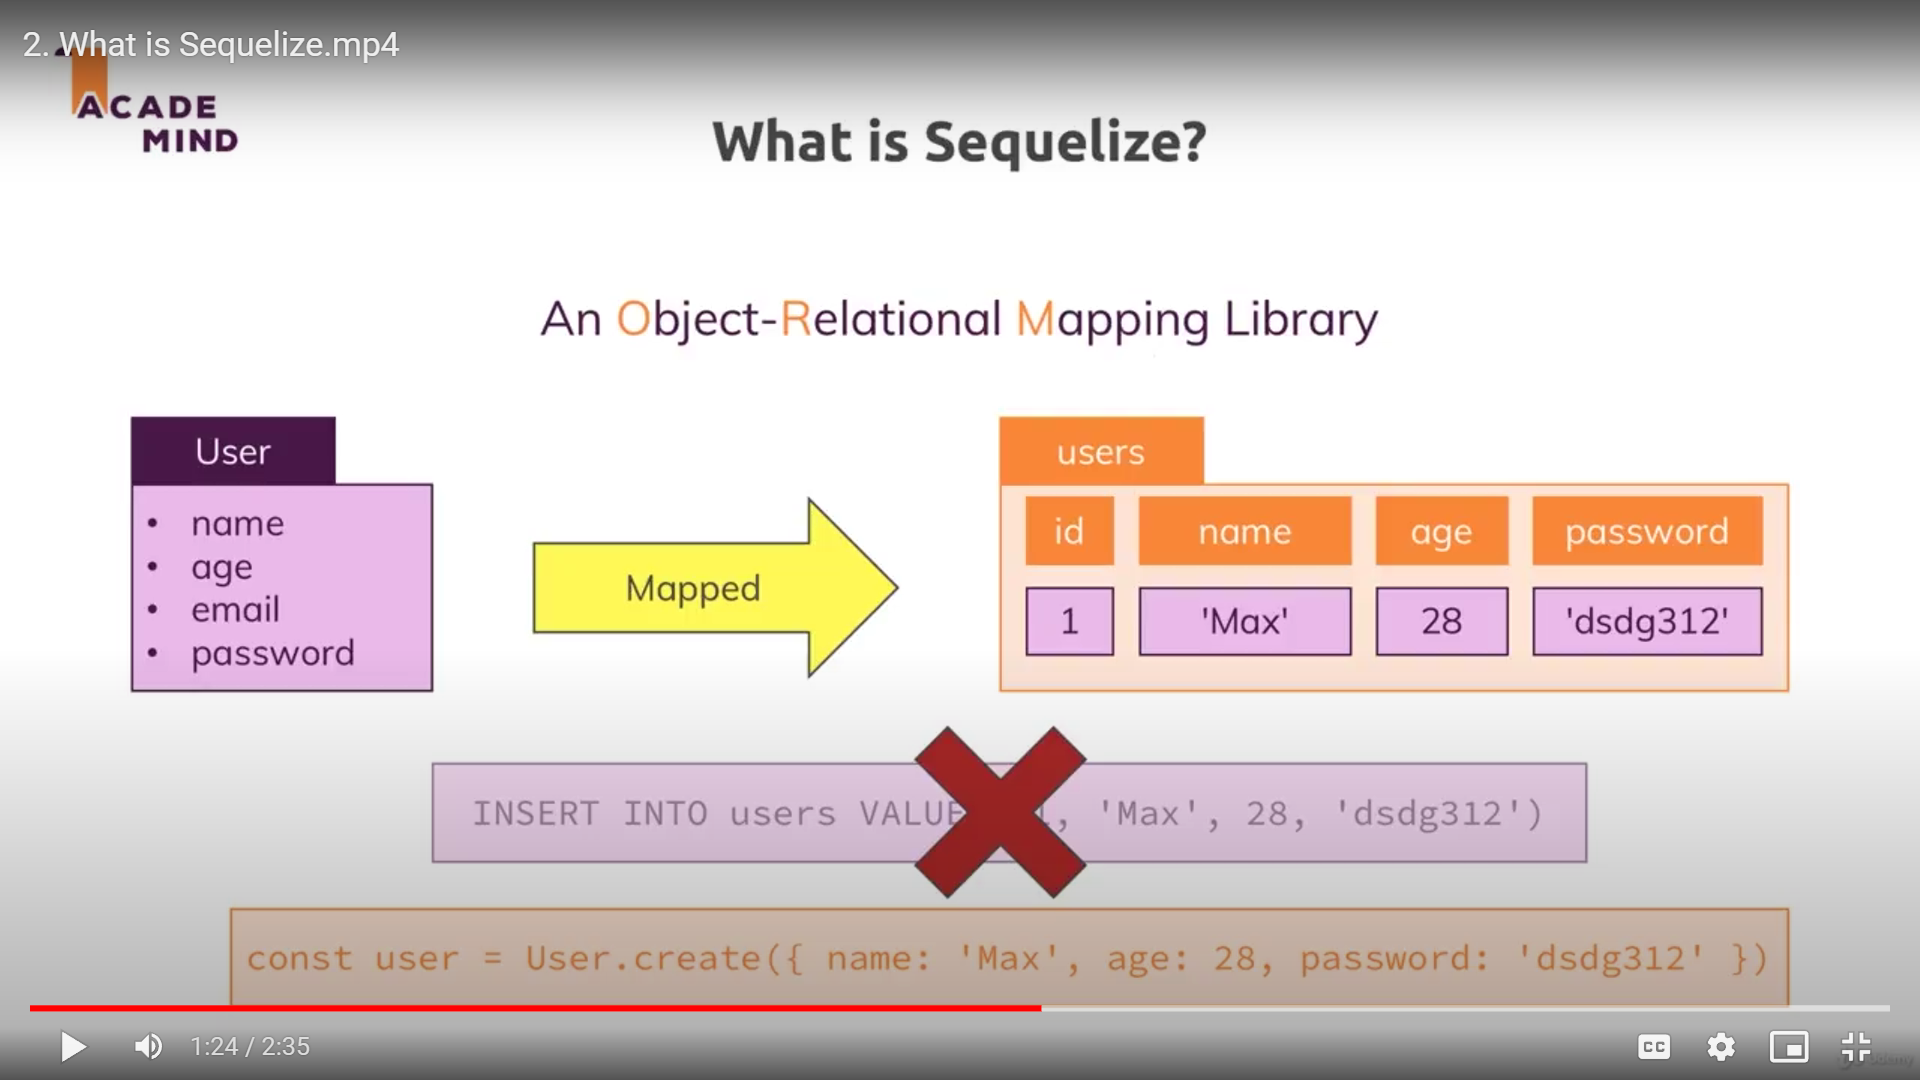 2. What is Sequelize.mp4
ACADE
MIND
What is Sequelize?
An Object-Relational Mapping Library
User
• name
• age
• email
• password
Mapped
users
id name age password
1 'Max' 28 'dsdg312'
INSERT INTO users 'Max', 28, 'dsdg312')
const user = User.create({ name: 'Max', age: 28, password: 'dsdg312' })
1:24 / 2:35
CC